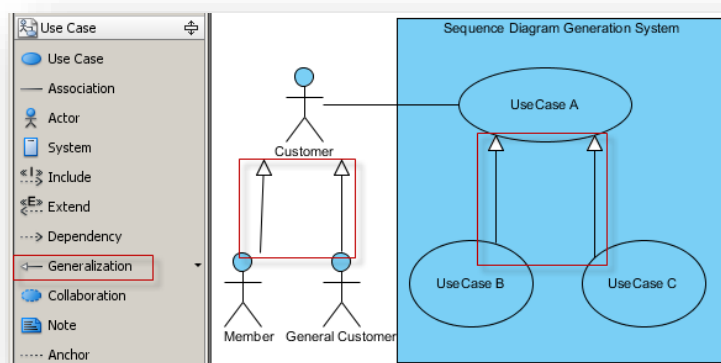 Use Case
Use Case
Association
Actor
System
«I»
Include
«E»
Extend
Dependency
Generalization
Collaboration
Note
Anchor
Sequence Diagram Generation System
UseCase A
Customer
UseCase B
UseCase C
Member
General Customer